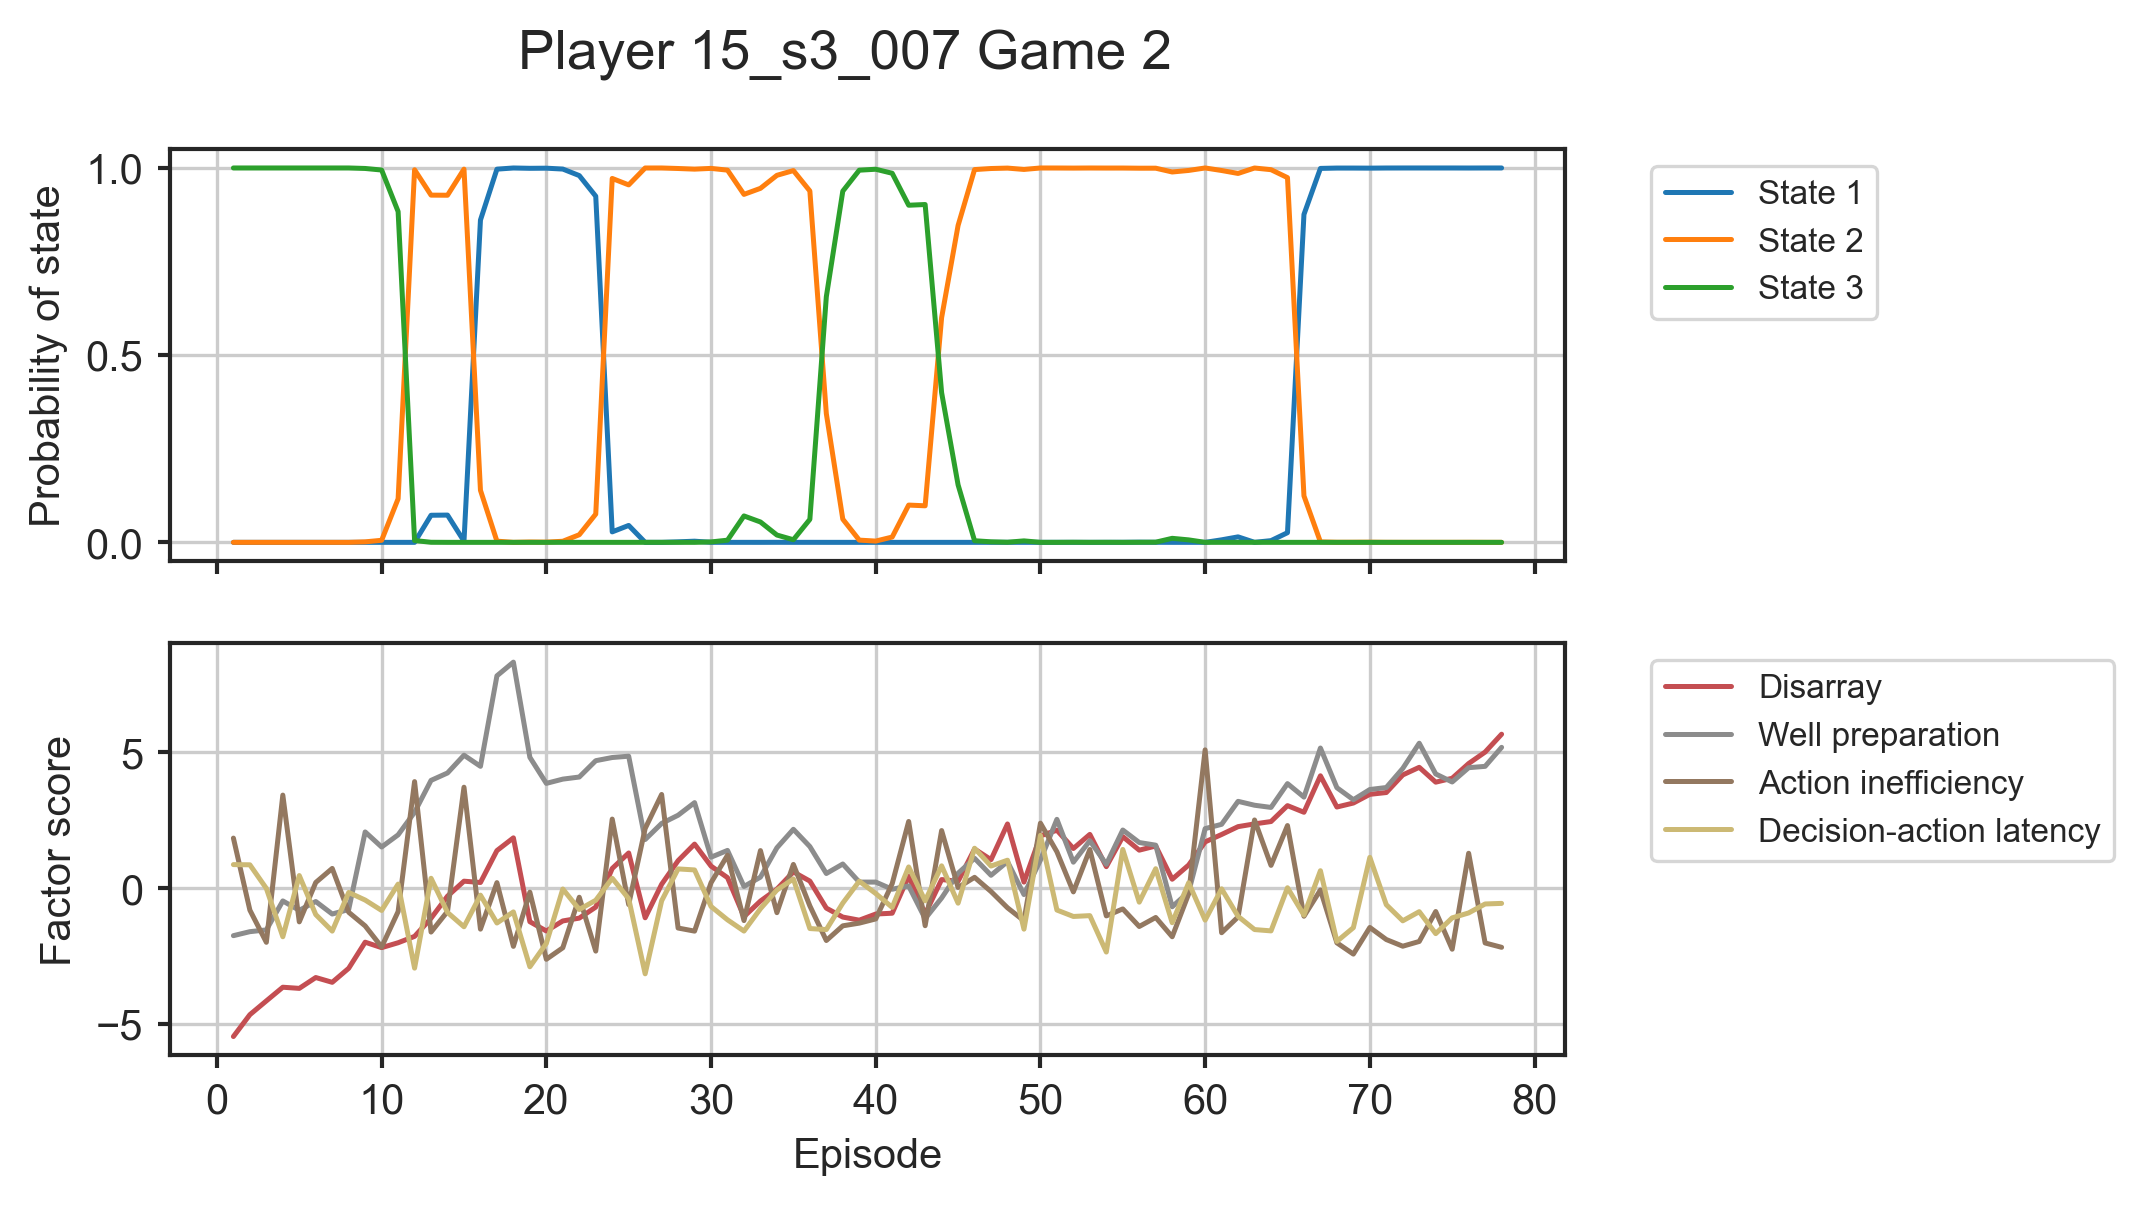 Player 15_s3_007 Game 2
Probability of state
1.0
0.5
0.0
State 1
State 2
State 3
Factor score
5
0
−5
0 10 20 30 40 50 60 70 80
Episode
Disarray
Well preparation
Action inefficiency
Decision-action latency